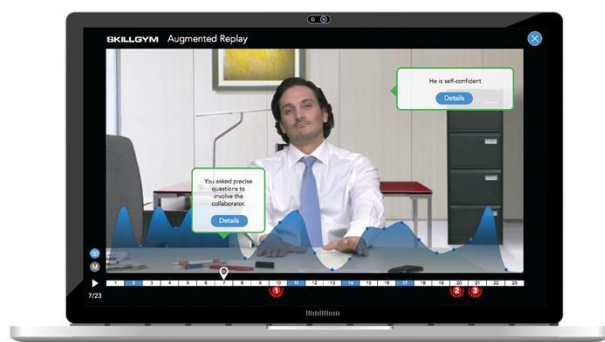 SKILLGYM Augmented Replay
He is self-confident.
Details
You asked precise
questions to
involve the
collaborator.
Details
M
1 2 3 4 5 6 7 8 9 10 11 12 13 14 15 16 17 18 19 20 21 22 23
7/23
1 2 3